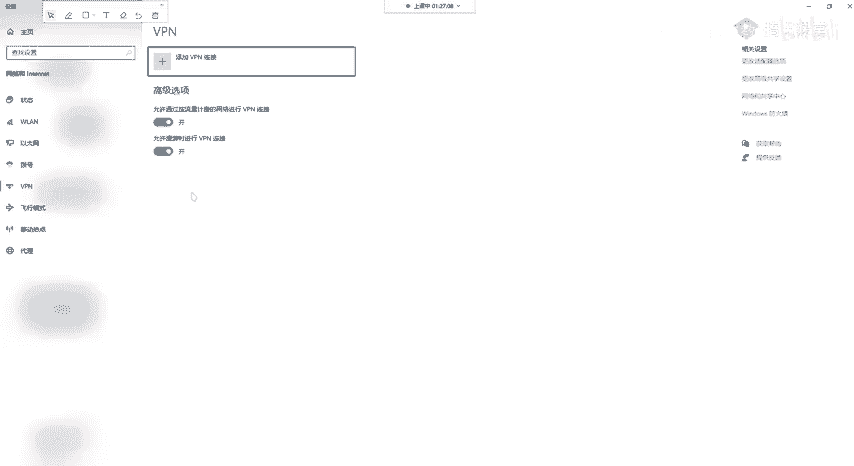 设置
上课中 01:27:08
主页
查找设置
网络和 Internet
状态
WLAN
以太网
拨号
VPN
飞行模式
移动热点
代理
VPN
添加 VPN 连接
高级选项
允许通过按流量计费的网络进行 VPN 连接
开
允许漫游时进行 VPN 连接
开
腾讯课堂
相关设置
更改适配器选项
更改高级共享设置
网络和共享中心
Windows 防火墙
获取帮助
提供反馈